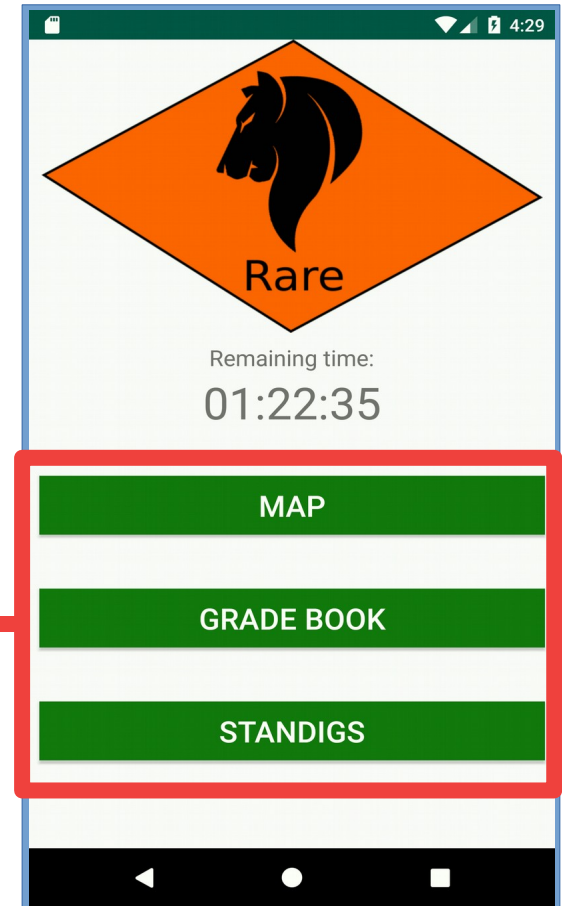 4:29
Rare
Remaining time:
01:22:35
MAP
GRADE BOOK
STANDIGS